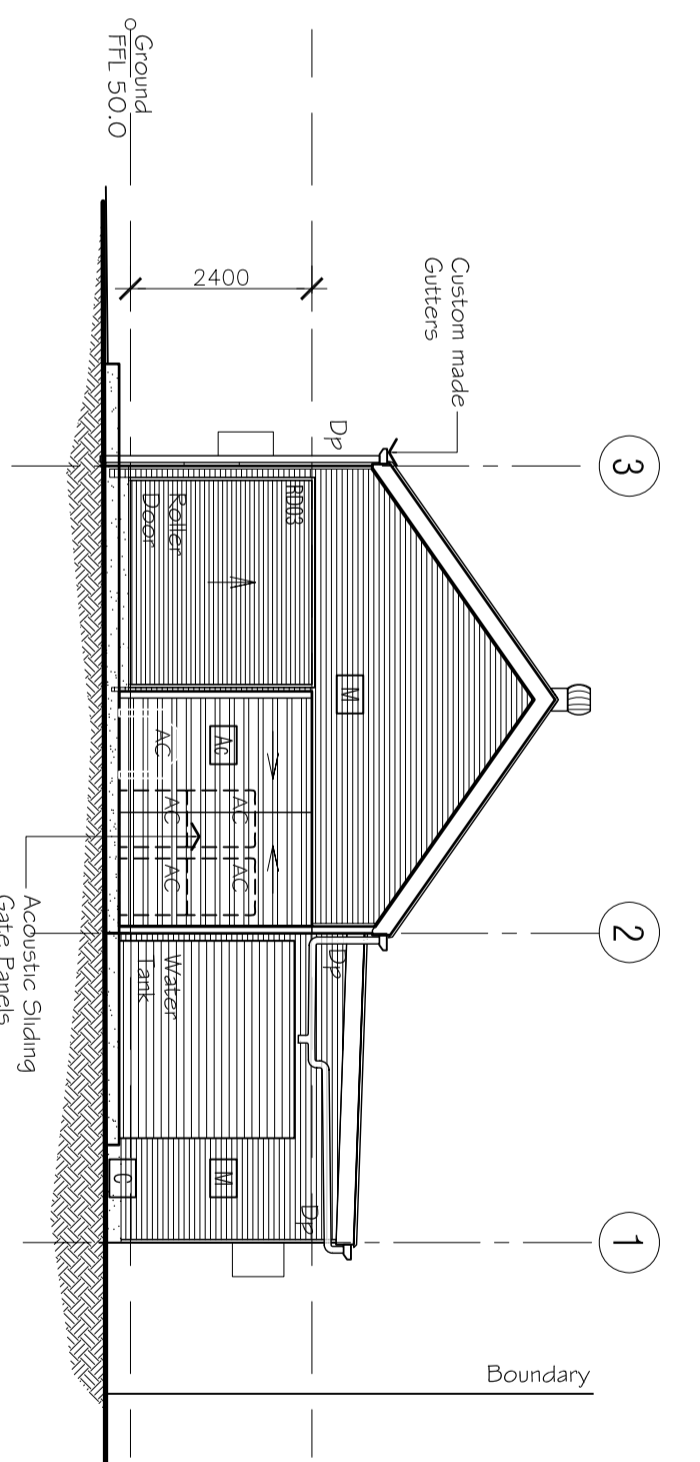 3
2
1
Custom made
Gutters
Ground
FFL 50.0
2400
Dp
RD03
Roller
Door
M
Ac
AC
AC
AC
AC
AC
Dp
Water
Tank
Dp
M
C
Acoustic Sliding
Gate Panels
Boundary